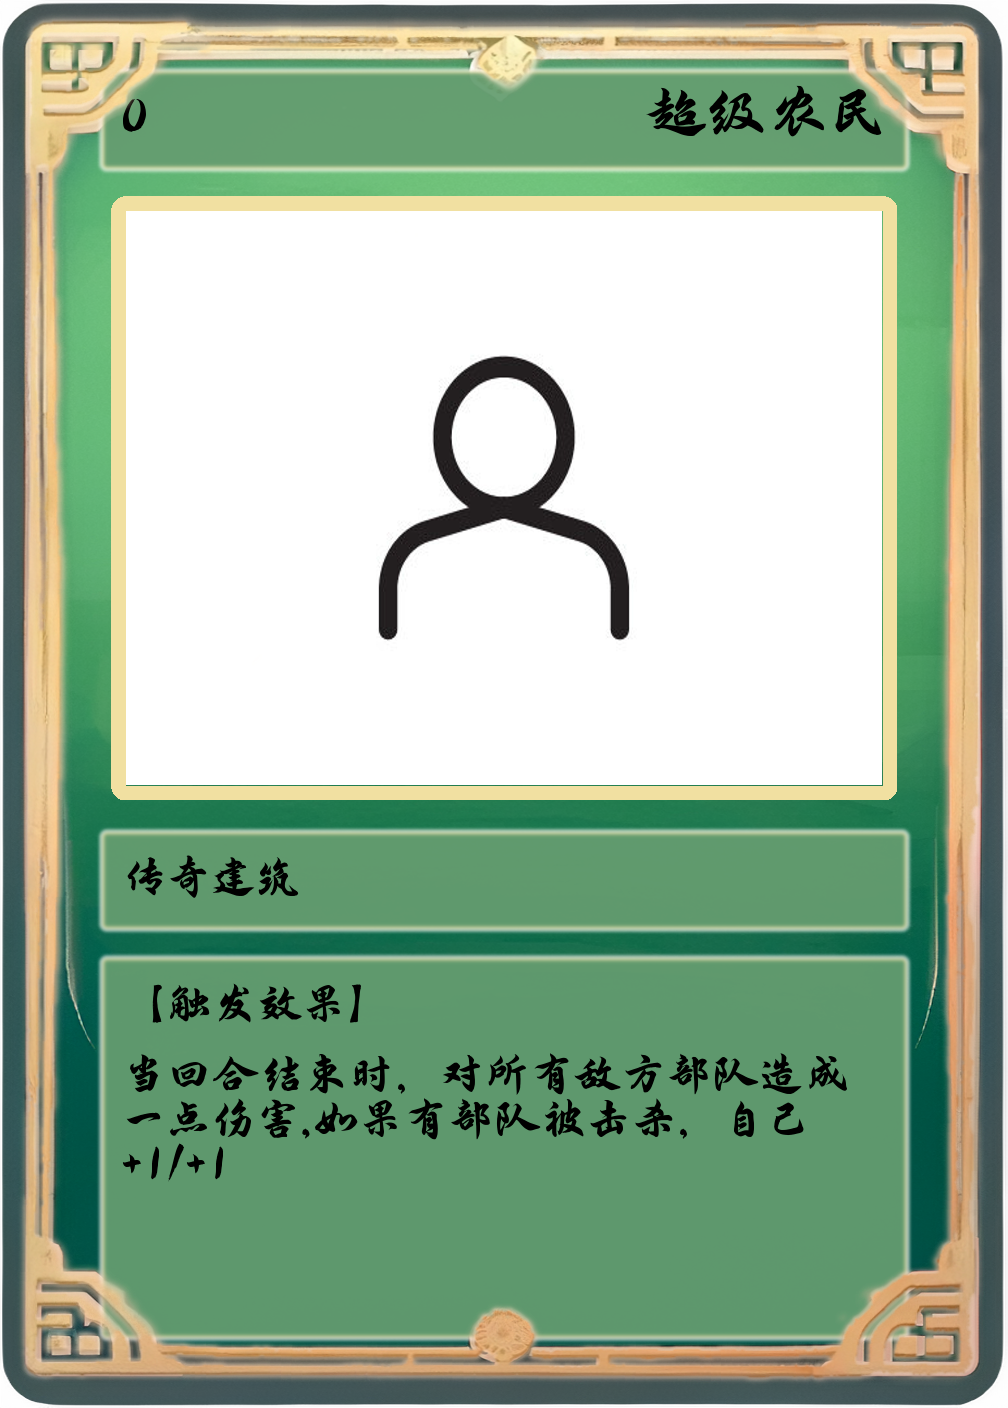 0
超级农民
传奇建筑
【触发效果】
当回合结束时，对所有敌方部队造成
一点伤害,如果有部队被击杀，自己
+1/+1